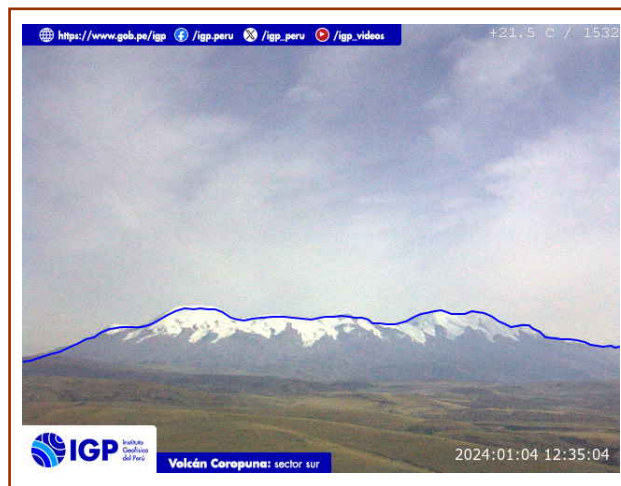 https://www.gob.pe/igp /igp.peru /igp_peru /igp_videos
+21.5 C / 1532
IGP Instituto
Geofísico
del Perú
Volcán Coropuna: sector sur
2024:01:04 12:35:04